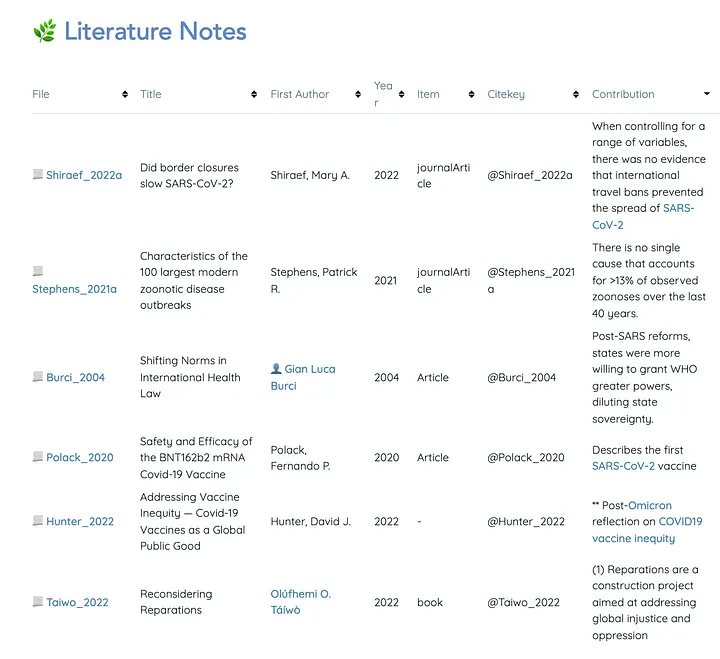 Literature Notes
File Title First Author Yea
r Item Citekey Contribution
Shiraef_2022a
Did border closures
slow SARS-CoV-2?
Shiraef, Mary A.
2022
journalArti
cle
@Shiraef_2022a
When controlling for a
range of variables,
there was no evidence
that international
travel bans prevented
the spread of SARS-
CoV-2
Stephens_2021a
Characteristics of the
100 largest modern
zoonotic disease
outbreaks
Stephens, Patrick
R.
2021
journalArti
cle
@Stephens_2021
a
There is no single
cause that accounts
for >13% of observed
zoonoses over the last
40 years.
Burci_2004
Shifting Norms in
International Health
Law
Gian Luca
Burci
2004
Article
@Burci_2004
Post-SARS reforms,
states were more
willing to grant WHO
greater powers,
diluting state
sovereignty.
Polack_2020
Safety and Efficacy of
the BNT162b2 mRNA
Covid-19 Vaccine
Polack,
Fernando P.
2020
Article
@Polack_2020
Describes the first
SARS-CoV-2 vaccine
Hunter_2022
Addressing Vaccine
Inequity — Covid-19
Vaccines as a Global
Public Good
Hunter, David J.
2022
-
@Hunter_2022
** Post-Omicron
reflection on COVID19
vaccine inequity
Taiwo_2022
Reconsidering
Reparations
Olúfhemi O.
Táíwò
2022
book
@Taiwo_2022
(1) Reparations are a
construction project
aimed at addressing
global injustice and
oppression